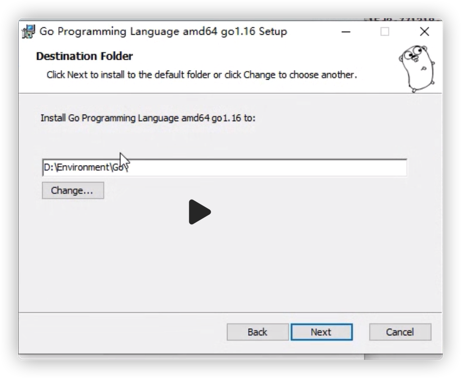 Go Programming Language amd64 go1.16 Setup
Destination Folder
Click Next to install to the default folder or click Change to choose another.
Install Go Programming Language amd64 go1.16 to:
D:\Environment\Go\
Change...
Back Next Cancel